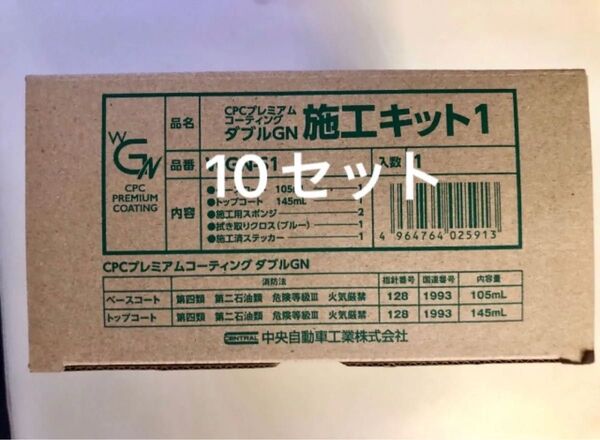 品名 CPCプレミアムコーティング ダブルGN 施工キット1
W
GN
CPC
PREMIUM
COATING
品番
入数 1
10セット
内容
105mL 1
●トップコート 145mL
●施工用スポンジ 2
●拭き取りクロス(ブルー) 1
●施工済ステッカー 1
4 964764 025913
CPCプレミアムコーティング ダブルGN
消防法 指針番号 国連番号 内容量
ベースコート 第四類 第二石油類 危険等級III 火気厳禁 128 1993 105mL
トップコート 第四類 第二石油類 危険等級III 火気厳禁 128 1993 145mL
CENTRAL 中央自動車工業株式会社